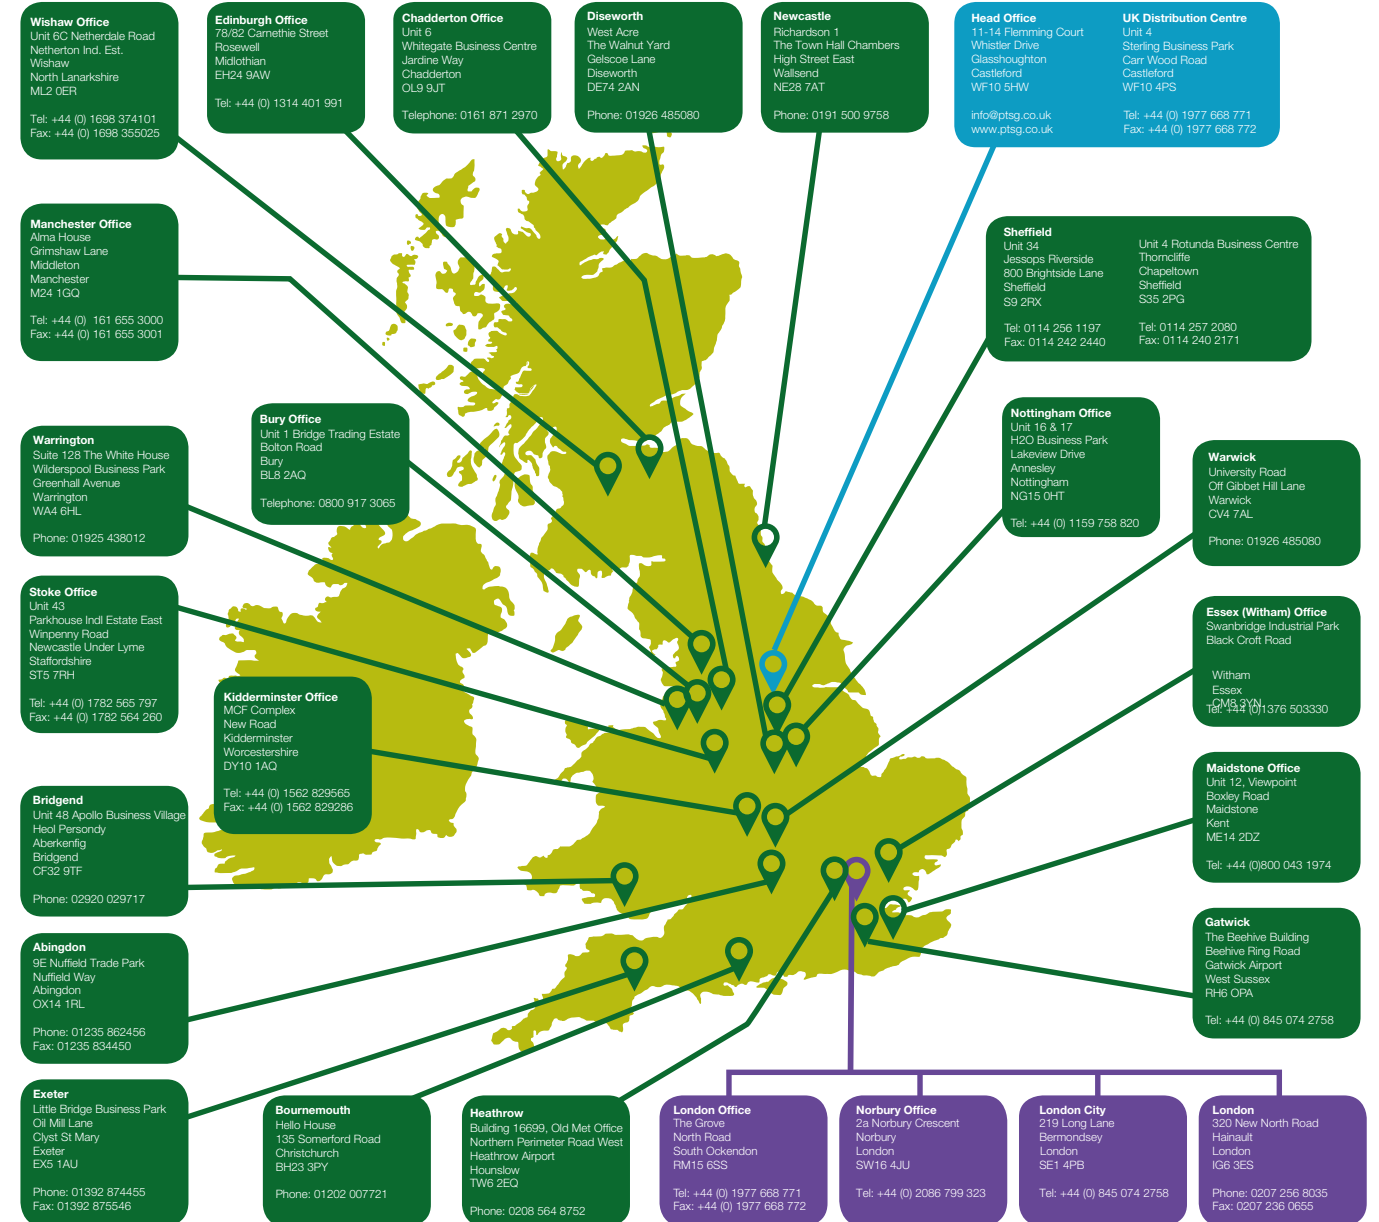 Wishaw Office
Unit 6C Netherdale Road
Netherton Ind. Est.
Wishaw
North Lanarkshire
ML2 0ER
Tel: +44 (0) 1698 374101
Fax: +44 (0) 1698 355025
Edinburgh Office
78/82 Carnethie Street
Rosewell
Midlothian
EH24 9AW
Tel: +44 (0) 1314 401 991
Chadderton Office
Unit 6
Whitegate Business Centre
Jardine Way
Chadderton
OL9 9JT
Telephone: 0161 871 2970
Diseworth
West Acre
The Walnut Yard
Gelscoe Lane
Diseworth
DE74 2AN
Phone: 01926 485080
Newcastle
Richardson 1
The Town Hall Chambers
High Street East
Wallsend
NE28 7AT
Phone: 0191 500 9758
Head Office
11-14 Flemming Court
Whistler Drive
Glasshoughton
Castleford
WF10 5HW
info@ptsg.co.uk
www.ptsg.co.uk
UK Distribution Centre
Unit 4
Sterling Business Park
Carr Wood Road
Castleford
WF10 4PS
Tel: +44 (0) 1977 668 771
Fax: +44 (0) 1977 668 772
Manchester Office
Alma House
Grimshaw Lane
Middleton
Manchester
M24 1GQ
Tel: +44 (0)  161 655 3000
Fax: +44 (0) 161 655 3001
Sheffield
Unit 34
Jessops Riverside
800 Brightside Lane
Sheffield
S9 2RX
Tel: 0114 256 1197
Fax: 0114 242 2440
Unit 4 Rotunda Business Centre
Thorncliffe
Chapeltown
Sheffield
S35 2PG
Tel: 0114 257 2080
Fax: 0114 240 2171
Bury Office
Unit 1 Bridge Trading Estate
Bolton Road
Bury
BL8 2AQ
Telephone: 0800 917 3065
Nottingham Office
Unit 16 & 17
H2O Business Park
Lakeview Drive
Annesley
Nottingham
NG15 0HT
Tel: +44 (0) 1159 758 820
Warrington
Suite 128 The White House
Wilderspool Business Park
Greenhall Avenue
Warrington
WA4 6HL
Phone: 01925 438012
Warwick
University Road
Off Gibbet Hill Lane
Warwick
CV4 7AL
Phone: 01926 485080
Stoke Office
Unit 43
Parkhouse Indl Estate East
Winpenny Road
Newcastle Under Lyme
Staffordshire
ST5 7RH
Tel: +44 (0) 1782 565 797
Fax: +44 (0) 1782 564 260
Essex (Witham) Office
Swanbridge Industrial Park
Black Croft Road
Witham
Essex
CM8 3YN
Tel: +44 (0)1376 503330
Kidderminster Office
MCF Complex
New Road
Kidderminster
Worcestershire
DY10 1AQ
Tel: +44 (0) 1562 829565
Fax: +44 (0) 1562 829286
Maidstone Office
Unit 12, Viewpoint
Boxley Road
Maidstone
Kent
ME14 2DZ
Tel: +44 (0)800 043 1974
Bridgend
Unit 48 Apollo Business Village
Heol Persondy
Aberkenfig
Bridgend
CF32 9TF
Phone: 02920 029717
Gatwick
The Beehive Building
Beehive Ring Road
Gatwick Airport
West Sussex
RH6 OPA
Tel: +44 (0) 845 074 2758
Abingdon
9E Nuffield Trade Park
Nuffield Way
Abingdon
OX14 1RL
Phone: 01235 862456
Fax: 01235 834450
Exeter
Little Bridge Business Park
Oil Mill Lane
Clyst St Mary
Exeter
EX5 1AU
Phone: 01392 874455
Fax: 01392 875546
Bournemouth
Hello House
135 Somerford Road
Christchurch
BH23 3PY
Phone: 01202 007721
Heathrow
Building 16699, Old Met Office
Northern Perimeter Road West
Heathrow Airport
Hounslow
TW6 2EQ
Phone: 0208 564 8752
London Office
The Grove
North Road
South Ockendon
RM15 6SS
Tel: +44 (0) 1977 668 771
Fax: +44 (0) 1977 668 772
Norbury Office
2a Norbury Crescent
Norbury
London
SW16 4JU
Tel: +44 (0) 2086 799 323
London City
219 Long Lane
Bermondsey
London
SE1 4PB
Tel: +44 (0) 845 074 2758
London
320 New North Road
Hainault
London
IG6 3ES
Phone: 0207 256 8035
Fax: 0207 236 0655